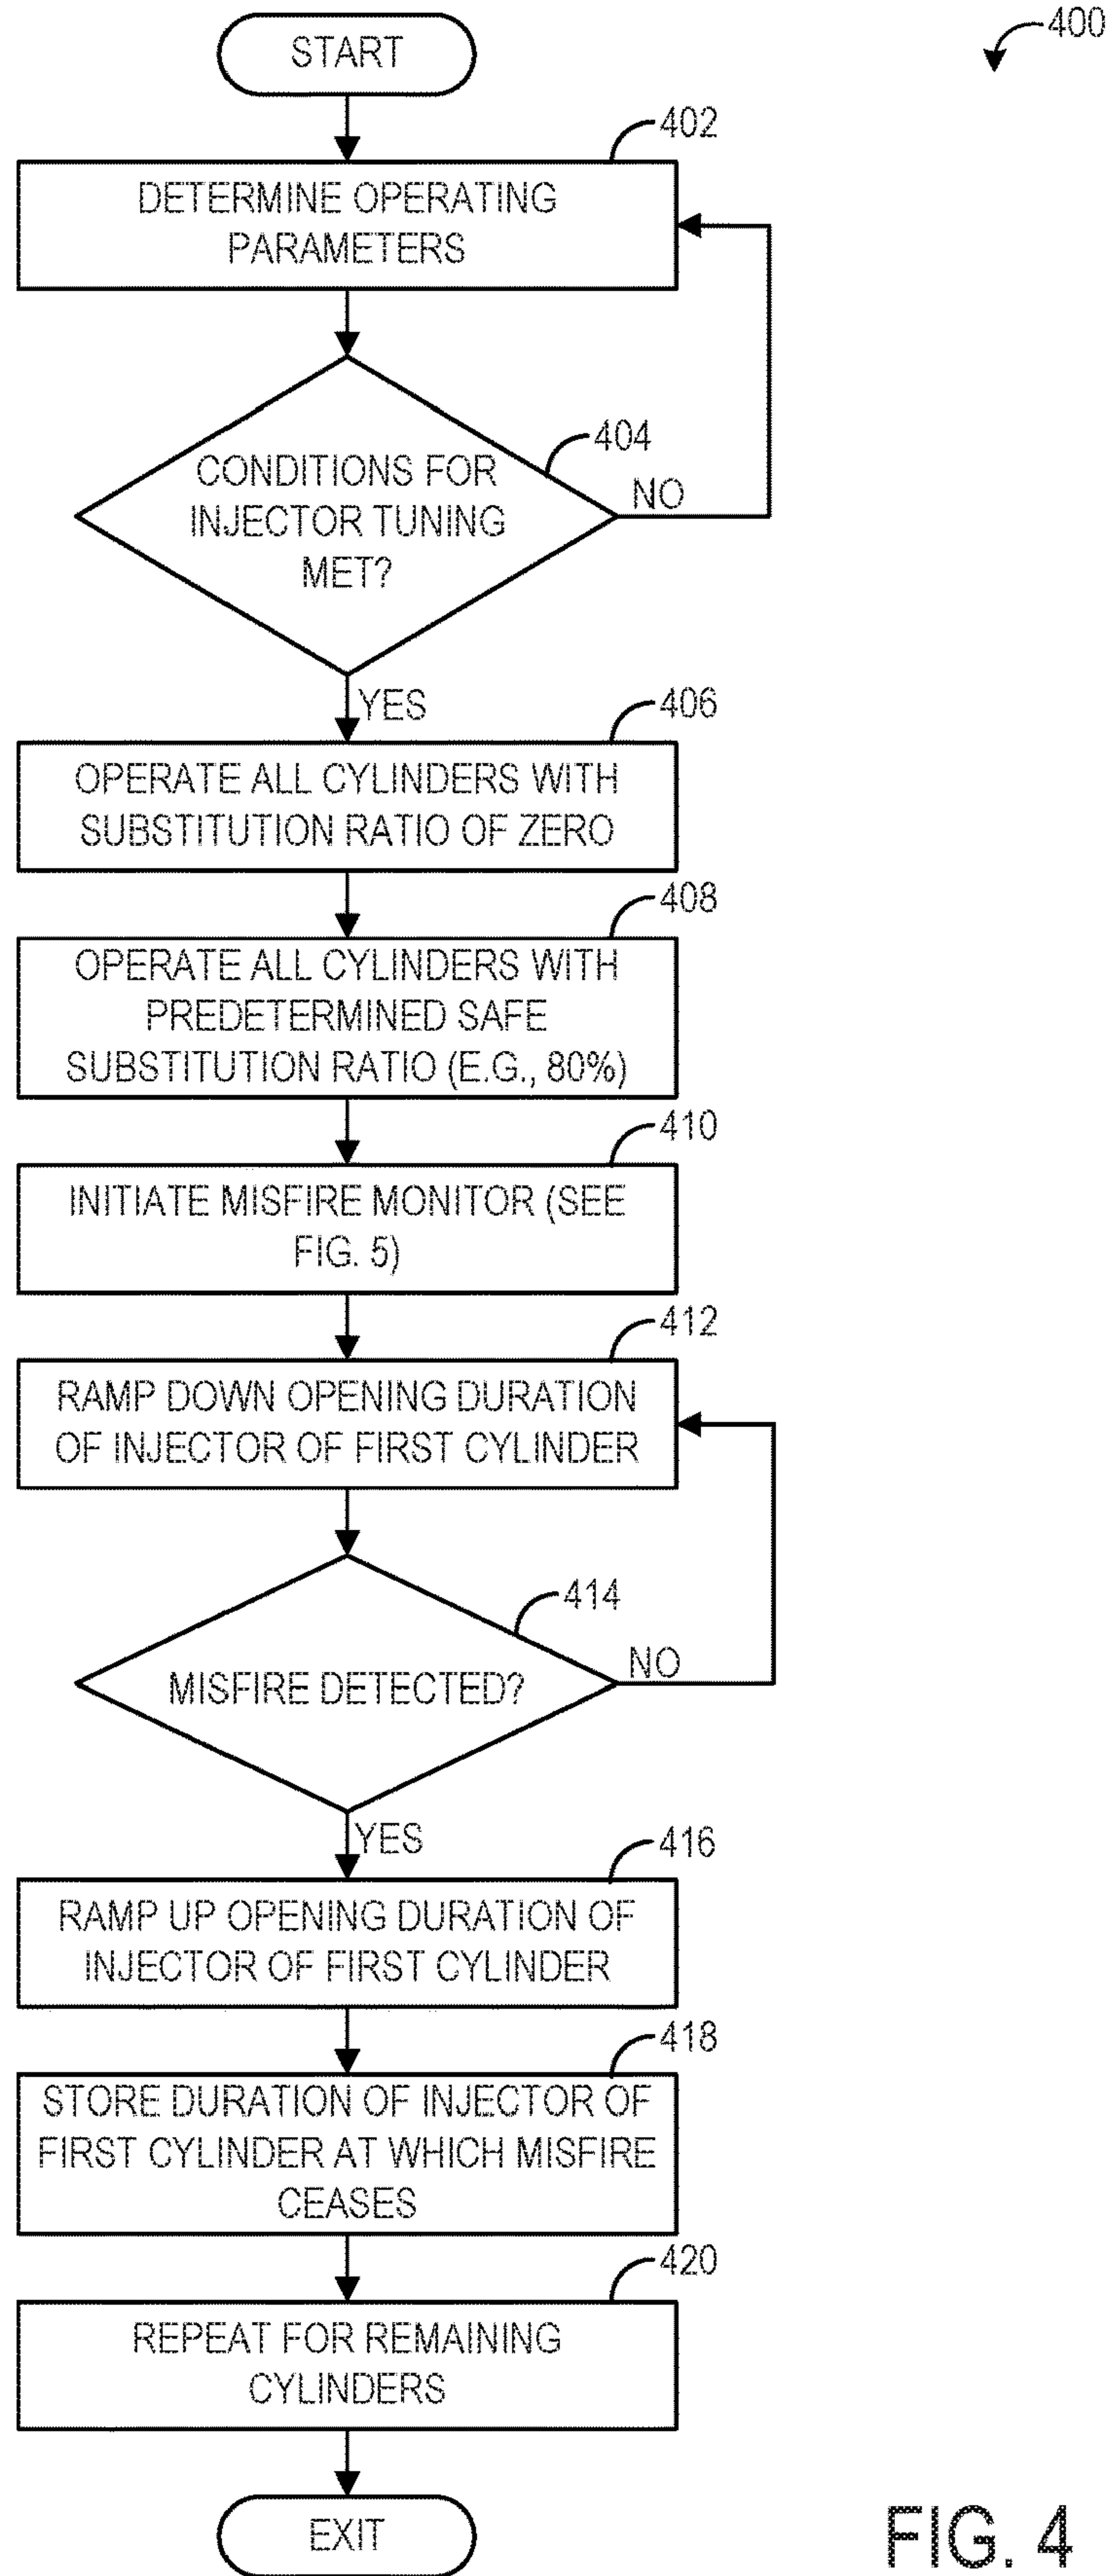 400
START
402
DETERMINE OPERATING
PARAMETERS
404
CONDITIONS FOR
INJECTOR TUNING
MET?
NO
YES
406
OPERATE ALL CYLINDERS WITH
SUBSTITUTION RATIO OF ZERO
408
OPERATE ALL CYLINDERS WITH
PREDETERMINED SAFE
SUBSTITUTION RATIO (E.G., 80%)
410
INITIATE MISFIRE MONITOR (SEE
FIG. 5)
412
RAMP DOWN OPENING DURATION
OF INJECTOR OF FIRST CYLINDER
414
MISFIRE DETECTED?
NO
YES
416
RAMP UP OPENING DURATION OF
INJECTOR OF FIRST CYLINDER
418
STORE DURATION OF INJECTOR OF
FIRST CYLINDER AT WHICH MISFIRE
CEASES
420
REPEAT FOR REMAINING
CYLINDERS
EXIT
FIG. 4